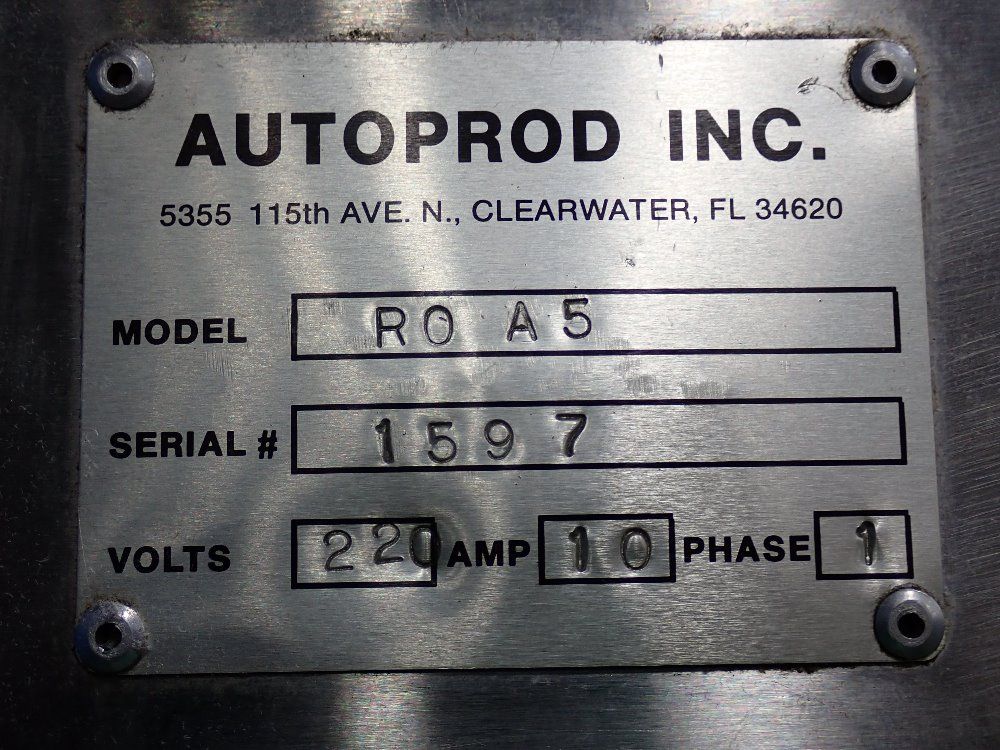 AUTOPROD INC.
5355 115th AVE. N., CLEARWATER, FL 34620
MODEL RO A5
SERIAL # 1597
VOLTS 220 AMP 10 PHASE 1